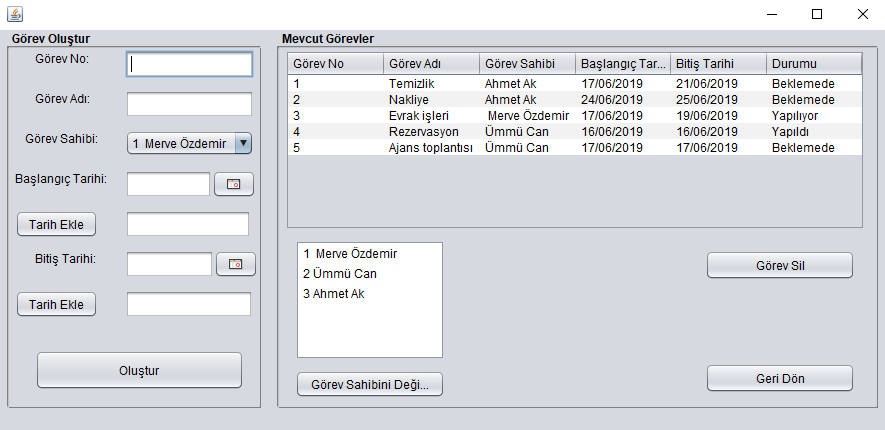 Görev Oluştur
Görev No:
Görev Adı:
Görev Sahibi:
1 Merve Özdemir
Başlangıç Tarihi:
Tarih Ekle
Bitiş Tarihi:
Tarih Ekle
Oluştur
Mevcut Görevler
Görev No Görev Adı Görev Sahibi Başlangıç Tar... Bitiş Tarihi Durumu
1 Temizlik Ahmet Ak 17/06/2019 21/06/2019 Beklemede
2 Nakliye Ahmet Ak 24/06/2019 25/06/2019 Beklemede
3 Evrak işleri Merve Özdemir 17/06/2019 19/06/2019 Yapılıyor
4 Rezervasyon Ümmü Can 16/06/2019 16/06/2019 Yapıldı
5 Ajans toplantısı Ümmü Can 17/06/2019 17/06/2019 Beklemede
1 Merve Özdemir
2 Ümmü Can
3 Ahmet Ak
Görev Sahibini Deği...
Görev Sil
Geri Dön